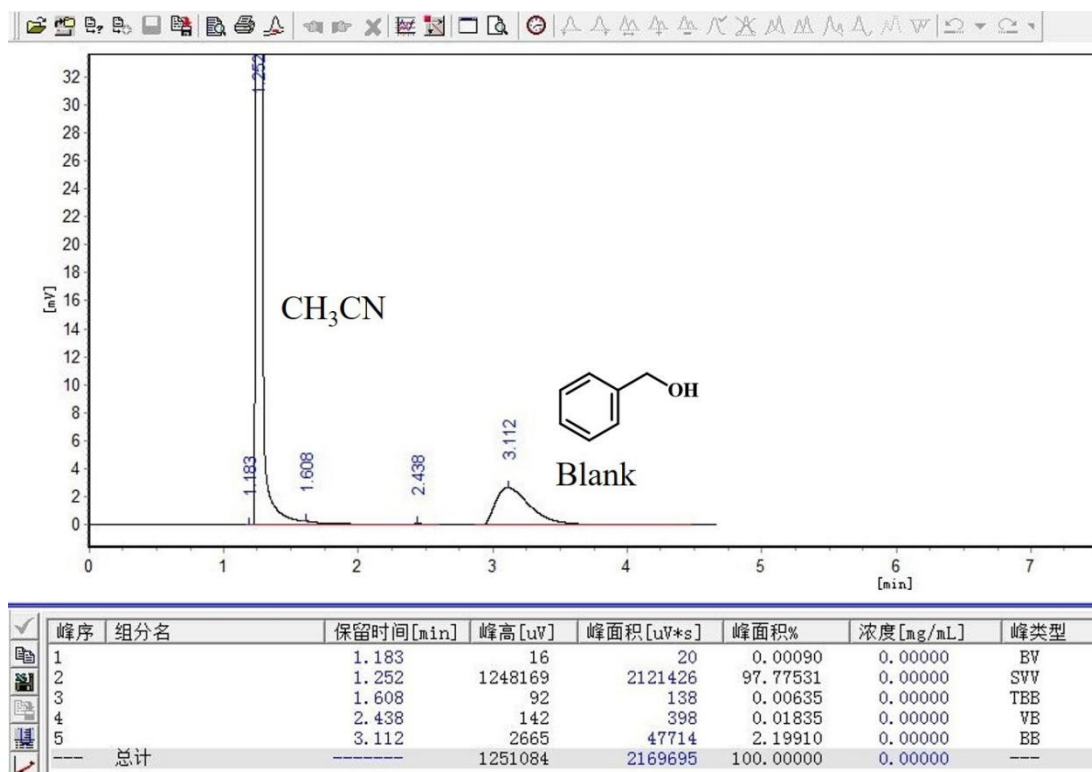 32
30
28
26
24
22
20
18
16
14
12
10
8
6
4
2
0
[mV]
1.252
CH₃CN
OH
1.183
1.608
2.438
3.112
Blank
0 1 2 3 4 5 6 7
[min]
峰序 组分名 保留时间[min] 峰高[uV] 峰面积[uV*s] 峰面积% 浓度[mg/mL] 峰类型
1 1.183 16 20 0.00090 0.00000 BV
2 1.252 1248169 2121426 97.77531 0.00000 SVV
3 1.608 92 138 0.00635 0.00000 TBB
4 2.438 142 398 0.01835 0.00000 VB
5 3.112 2665 47714 2.19910 0.00000 BB
--- 总计 ------- 1251084 2169695 100.00000 0.00000 ---